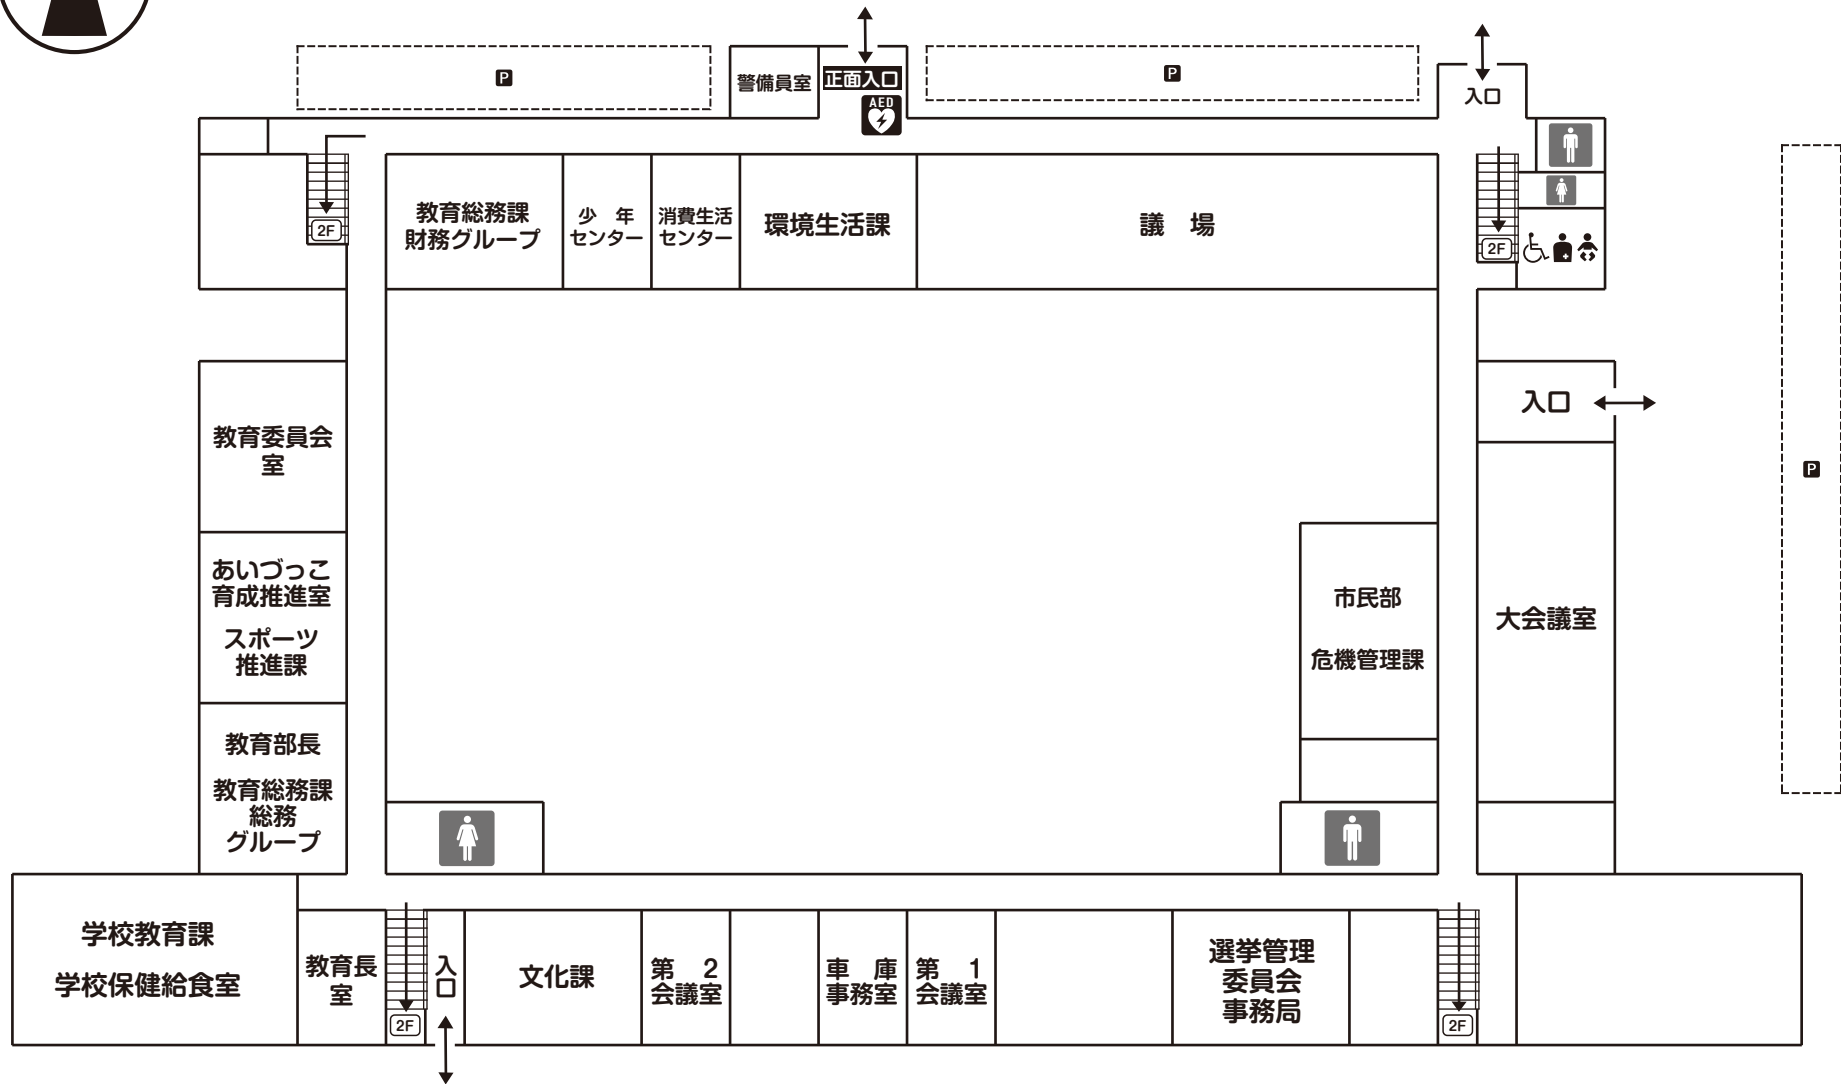 P
警備員室
正面入口
AED
P
入口
教育総務課
財務グループ
少　年
センター
消費生活
センター
環境生活課
議　場
2F
2F
教育委員会
室
入口
P
あいづっこ
育成推進室
スポーツ
推進課
市民部
危機管理課
大会議室
教育部長
教育総務課
総務
グループ
学校教育課
学校保健給食室
教育長
室
2F
入口
文化課
第　2
会議室
車　庫
事務室
第　1
会議室
選挙管理
委員会
事務局
2F